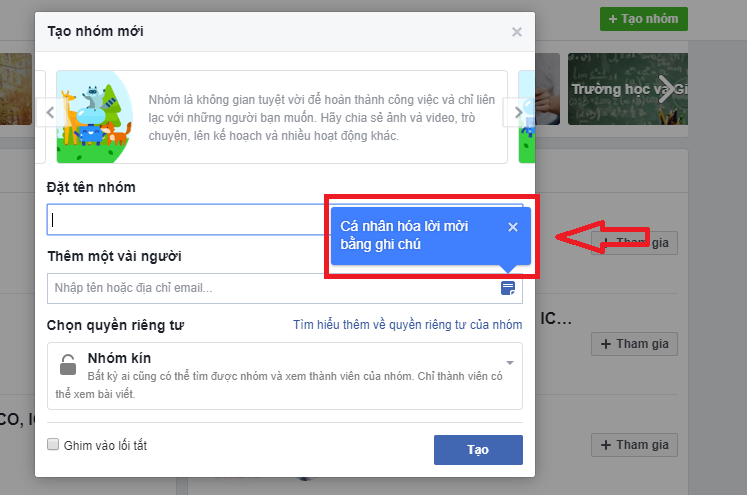 + Tạo nhóm
Tạo nhóm mới
Nhóm là không gian tuyệt vời để hoàn thành công việc và chỉ liên
lạc với những người bạn muốn. Hãy chia sẻ ảnh và video, trò
chuyện, lên kế hoạch và nhiều hoạt động khác.
Trường học và Gi
Đặt tên nhóm
Cá nhân hóa lời mời
bằng ghi chú
+ Tham gia
Thêm một vài người
Nhập tên hoặc địa chỉ email...
Chọn quyền riêng tư
Tìm hiểu thêm về quyền riêng tư của nhóm
IC...
Nhóm kín
+ Tham gia
Bất kỳ ai cũng có thể tìm được nhóm và xem thành viên của nhóm. Chỉ thành viên có
thể xem bài viết.
CO, IC
Ghim vào lối tắt
Tạo
+ Tham gia